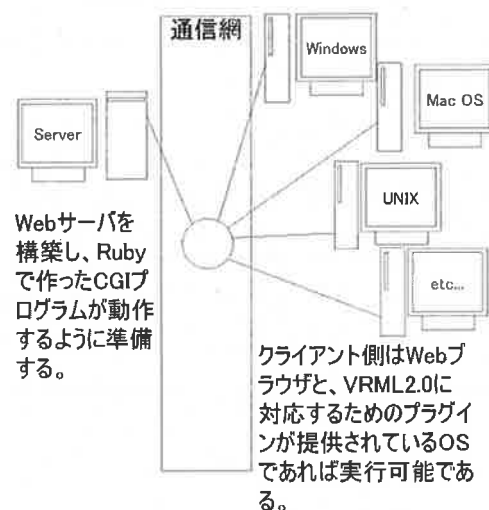 通信網
Windows
Mac OS
Server
UNIX
etc...
Webサーバを
構築し、Ruby
で作ったCGIプ
ログラムが動作
するように準備
する。
クライアント側はWebブ
ラウザと、VRML2.0に
対応するためのプラグイ
ンが提供されているOS
であれば実行可能であ
る。